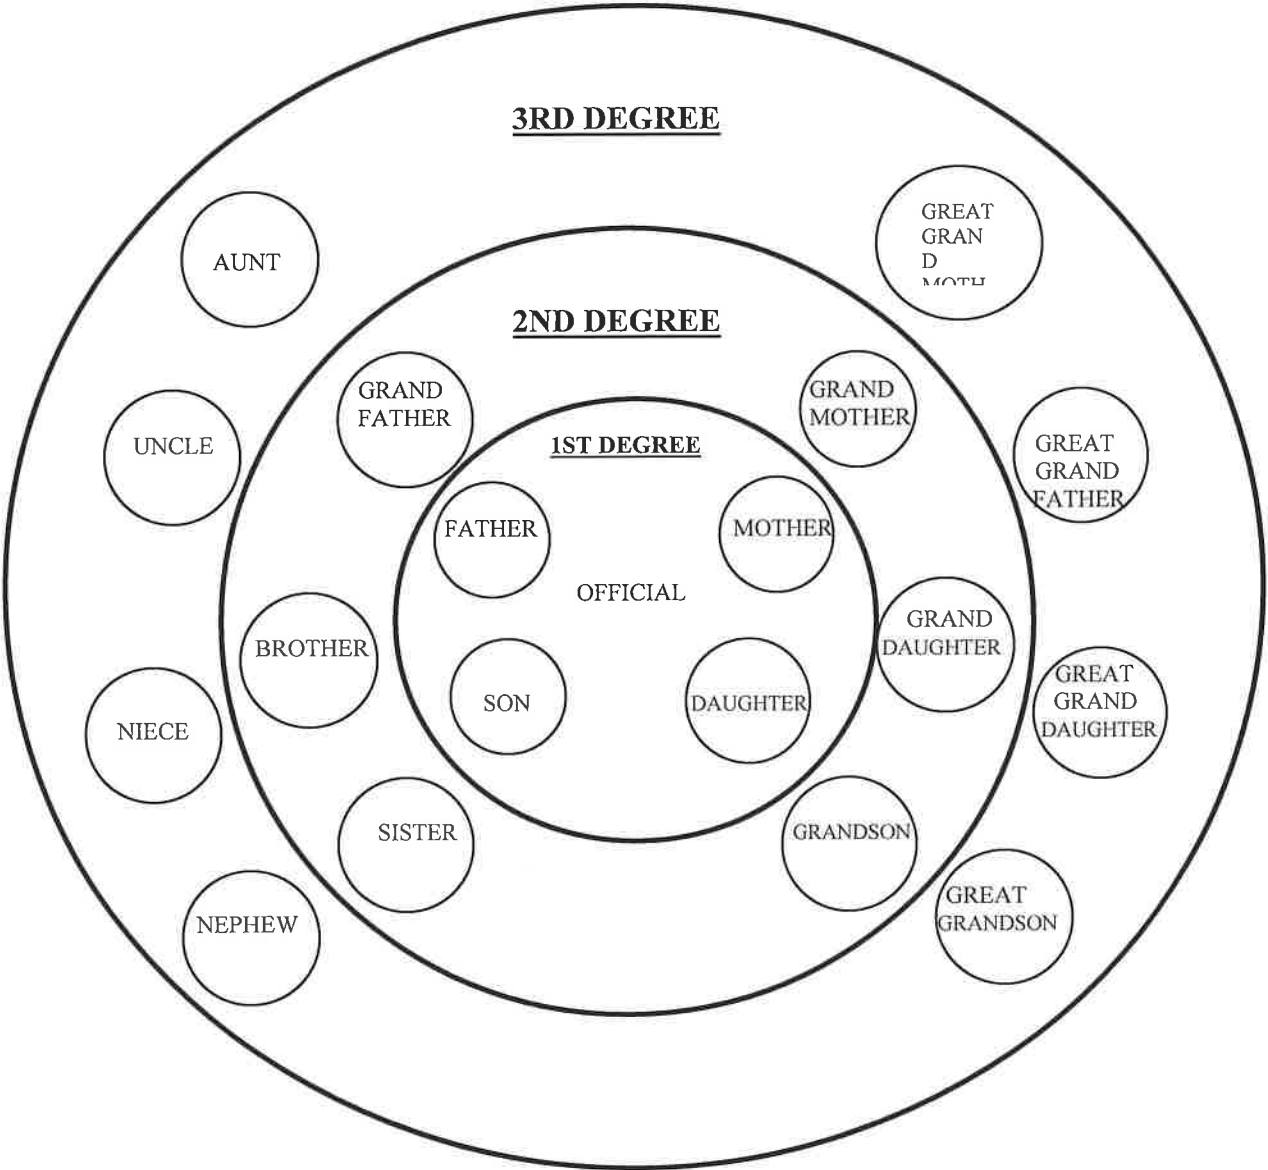 3RD DEGREE
AUNT
GREAT
GRAN
D
MOTH
2ND DEGREE
GRAND
FATHER
GRAND
MOTHER
UNCLE
GREAT
GRAND
FATHER
1ST DEGREE
FATHER
MOTHER
OFFICIAL
BROTHER
GRAND
DAUGHTER
SON
DAUGHTER
NIECE
GREAT
GRAND
DAUGHTER
SISTER
GRANDSON
NEPHEW
GREAT
GRANDSON